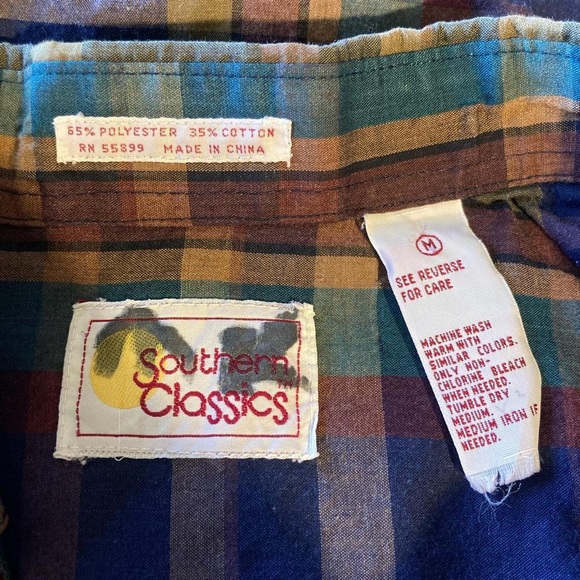 65% POLYESTER 35% COTTON
RN 55899 MADE IN CHINA
M
SEE REVERSE
FOR CARE
MACHINE WASH
WARM WITH
SIMILAR COLORS.
ONLY NON-
CHLORINE BLEACH
WHEN NEEDED.
TUMBLE DRY
MEDIUM.
MEDIUM IRON IF
NEEDED.
Southern
Classics
TM